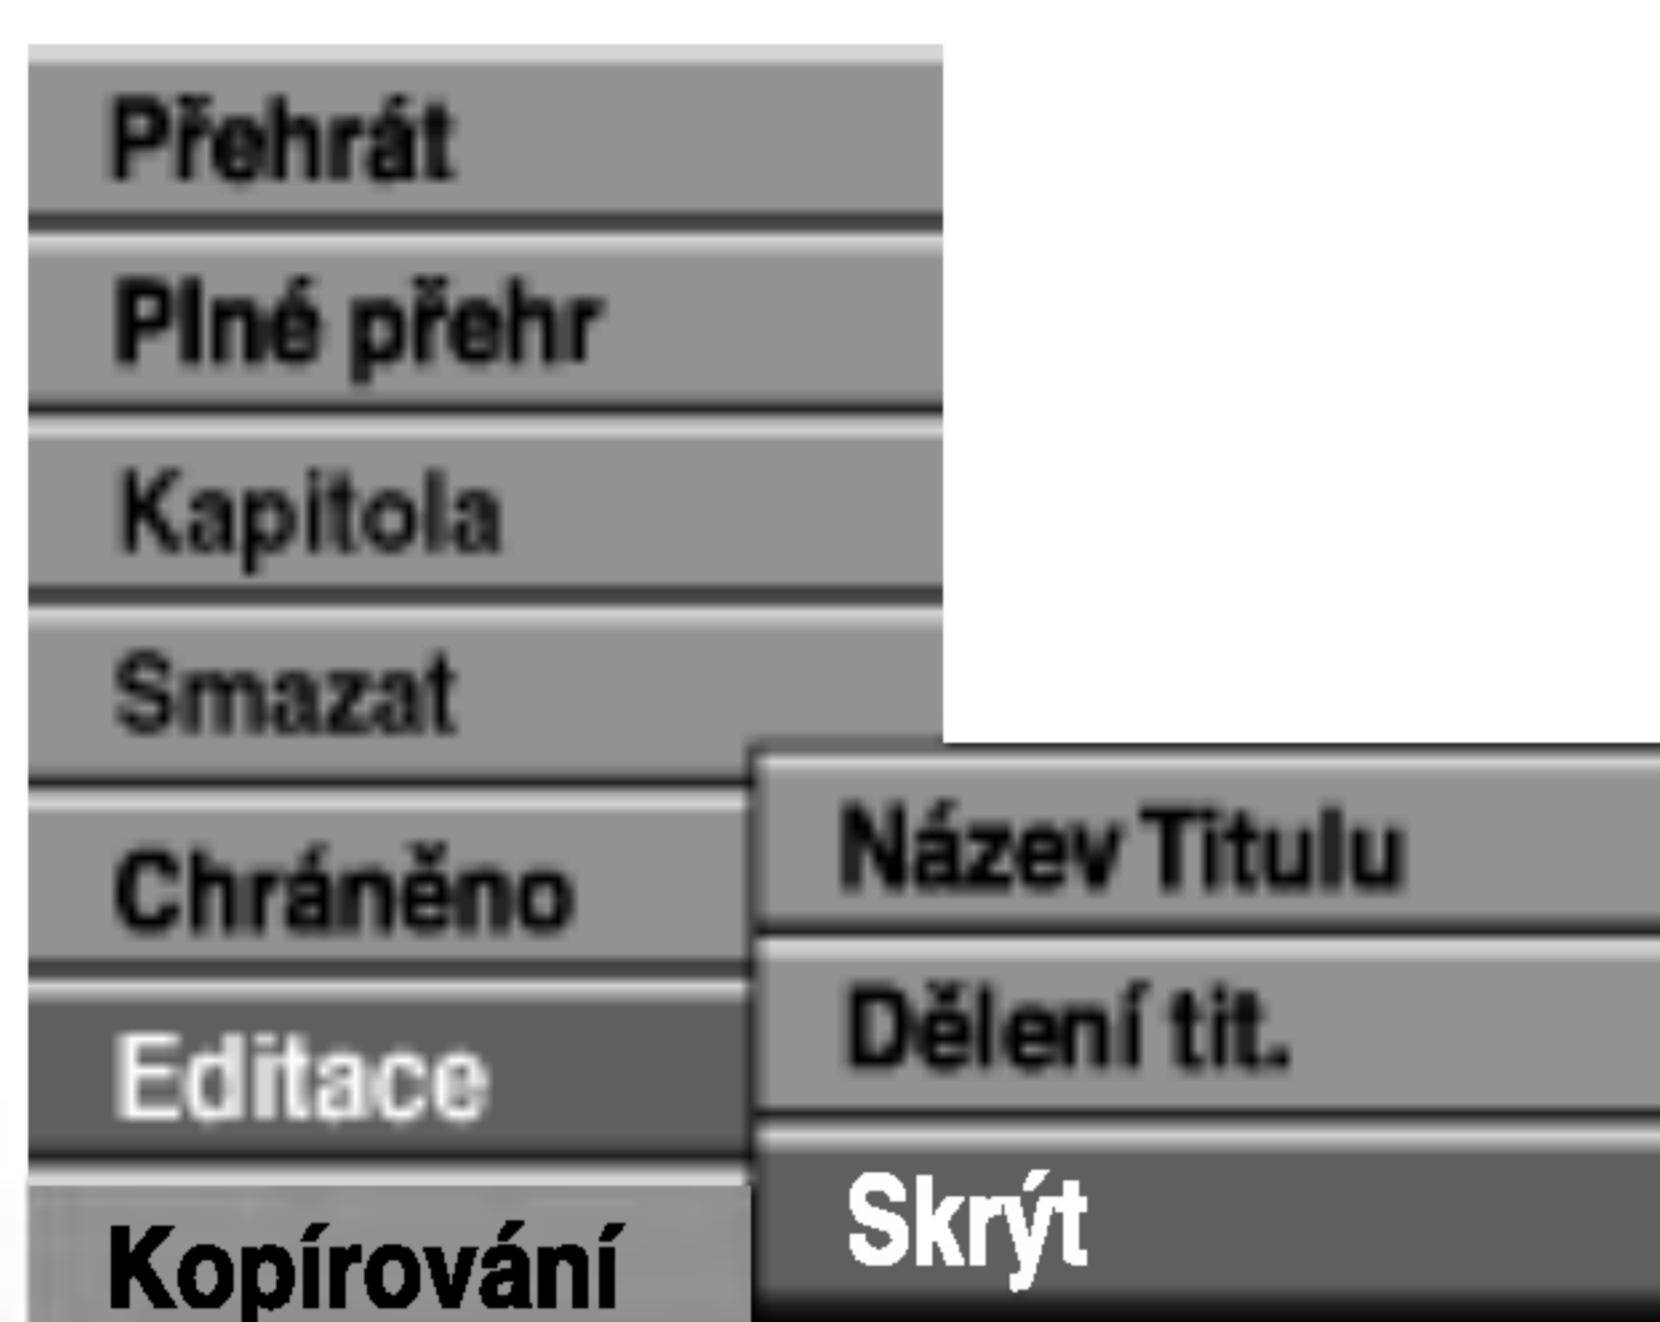 Přehrát
Plné přehr
Kapitola
Smazat
Chráněno
Editace
Kopírování
Název Titulu
Dělení tit.
Skrýt